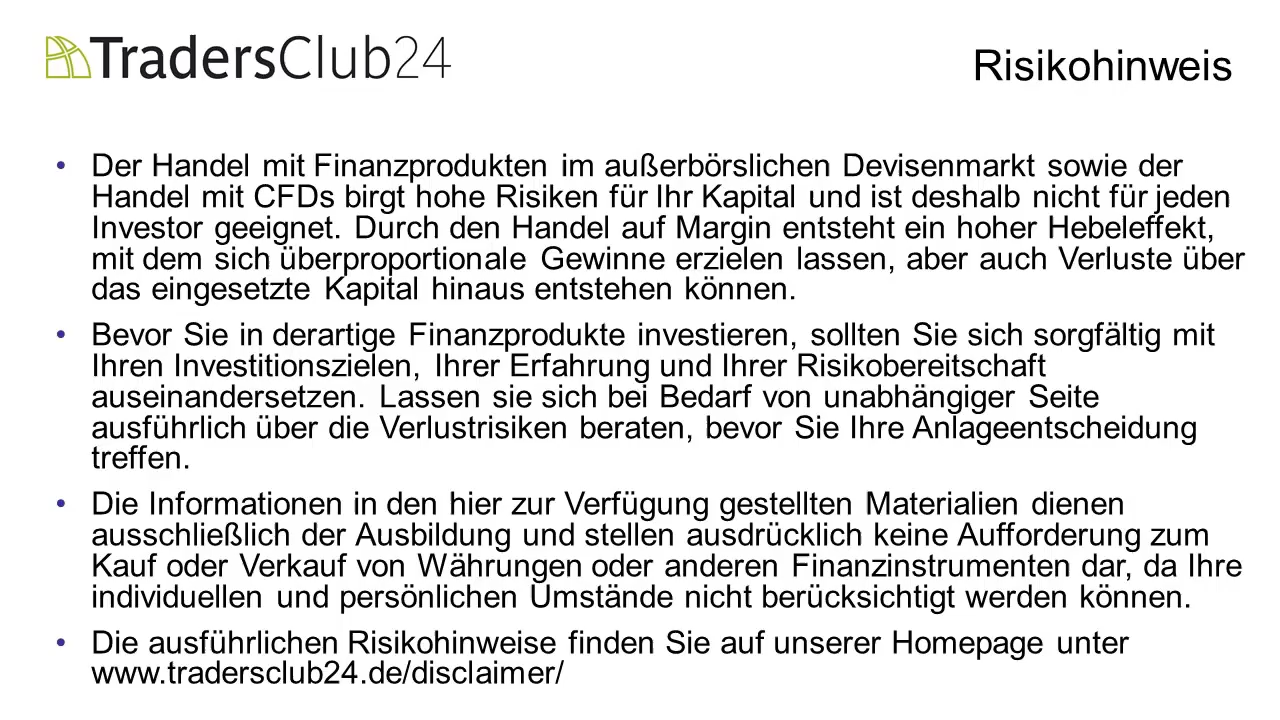 TradersClub24
Risikohinweis
• Der Handel mit Finanzprodukten im außerbörslichen Devisenmarkt sowie der
Handel mit CFDs birgt hohe Risiken für Ihr Kapital und ist deshalb nicht für jeden
Investor geeignet. Durch den Handel auf Margin entsteht ein hoher Hebeleffekt,
mit dem sich überproportionale Gewinne erzielen lassen, aber auch Verluste über
das eingesetzte Kapital hinaus entstehen können.
• Bevor Sie in derartige Finanzprodukte investieren, sollten Sie sich sorgfältig mit
Ihren Investitionszielen, Ihrer Erfahrung und Ihrer Risikobereitschaft
auseinandersetzen. Lassen sie sich bei Bedarf von unabhängiger Seite
ausführlich über die Verlustrisiken beraten, bevor Sie Ihre Anlageentscheidung
treffen.
• Die Informationen in den hier zur Verfügung gestellten Materialien dienen
ausschließlich der Ausbildung und stellen ausdrücklich keine Aufforderung zum
Kauf oder Verkauf von Währungen oder anderen Finanzinstrumenten dar, da Ihre
individuellen und persönlichen Umstände nicht berücksichtigt werden können.
• Die ausführlichen Risikohinweise finden Sie auf unserer Homepage unter
www.tradersclub24.de/disclaimer/